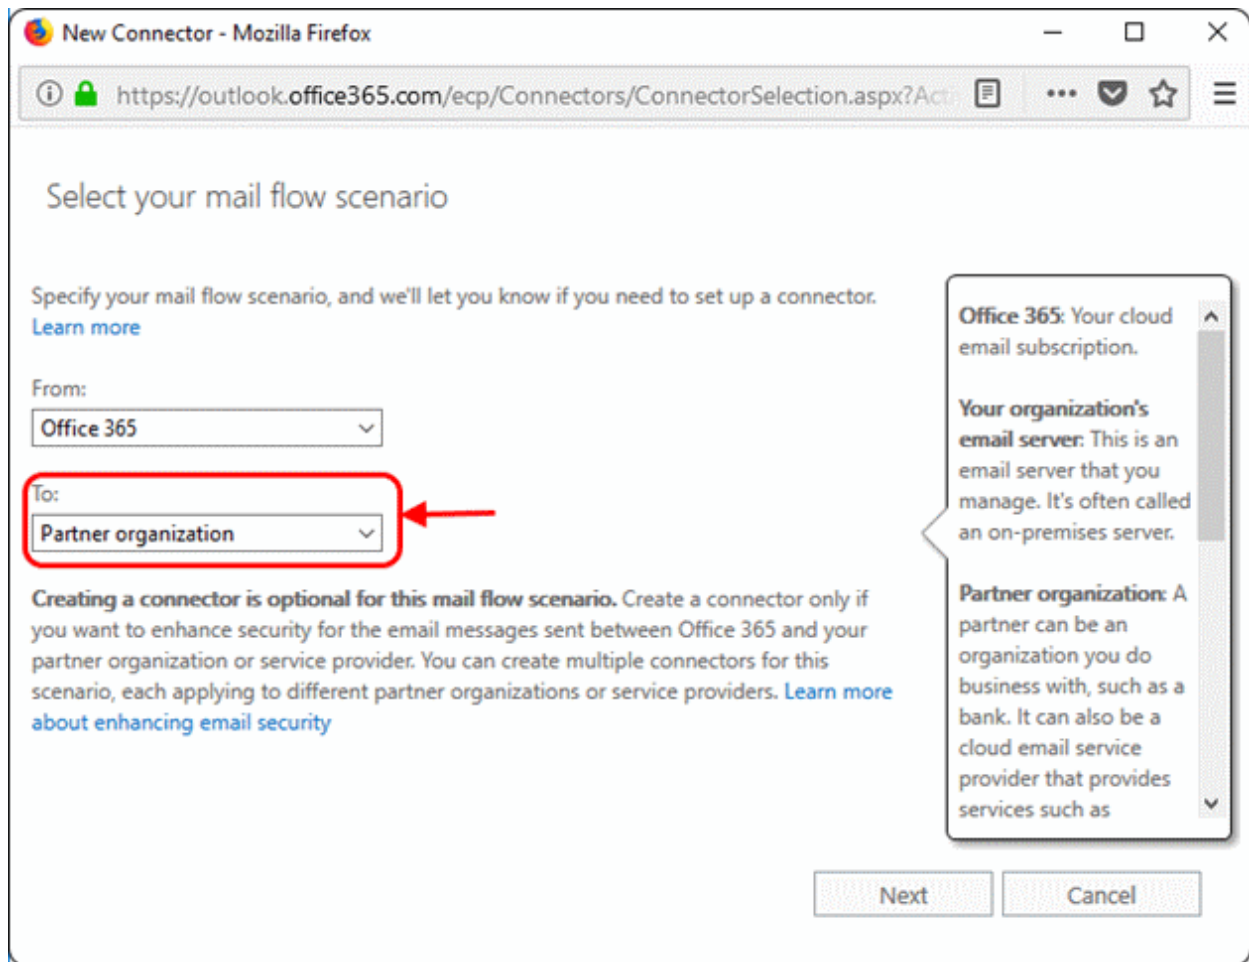 New Connector - Mozilla Firefox
https://outlook.office365.com/ecp/Connectors/ConnectorSelection.aspx?Act
Select your mail flow scenario
Specify your mail flow scenario, and we'll let you know if you need to set up a connector.
Learn more
From:
Office 365
To:
Partner organization
Creating a connector is optional for this mail flow scenario. Create a connector only if
you want to enhance security for the email messages sent between Office 365 and your
partner organization or service provider. You can create multiple connectors for this
scenario, each applying to different partner organizations or service providers. Learn more
about enhancing email security
Office 365: Your cloud
email subscription.
Your organization's
email server: This is an
email server that you
manage. It's often called
an on-premises server.
Partner organization: A
partner can be an
organization you do
business with, such as a
bank. It can also be a
cloud email service
provider that provides
services such as
Next
Cancel